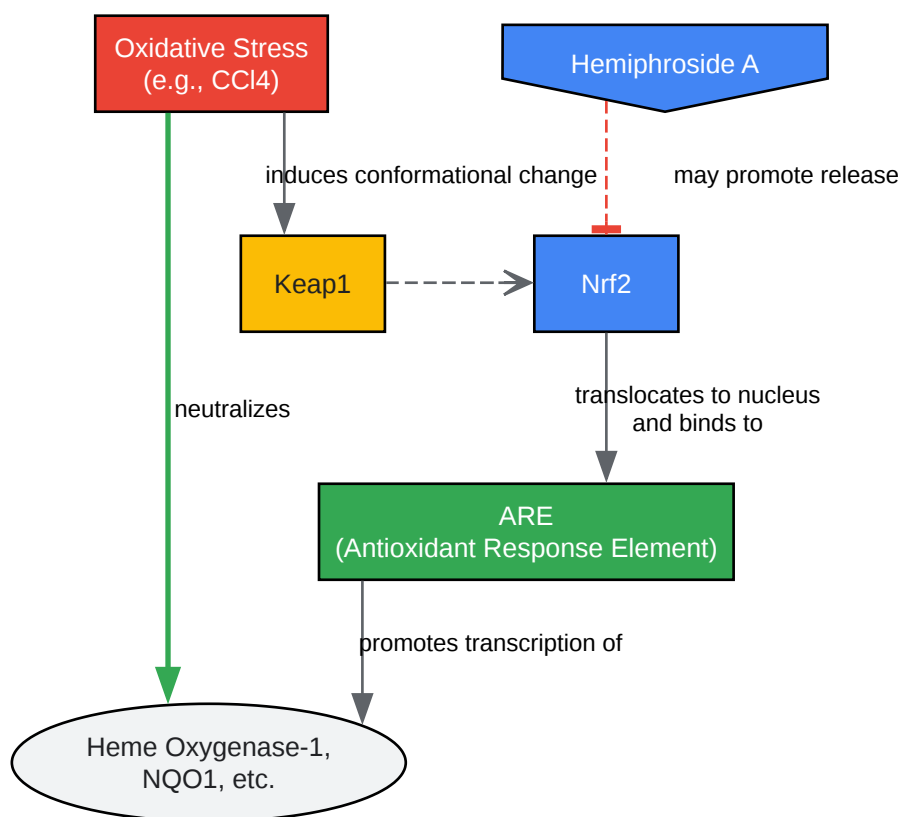 Oxidative Stress
(e.g., CCl4)
Hemiphroside A
induces conformational change
may promote release
Keap1
Nrf2
neutralizes
translocates to nucleus
and binds to
ARE
(Antioxidant Response Element)
promotes transcription of
Heme Oxygenase-1,
NQO1, etc.